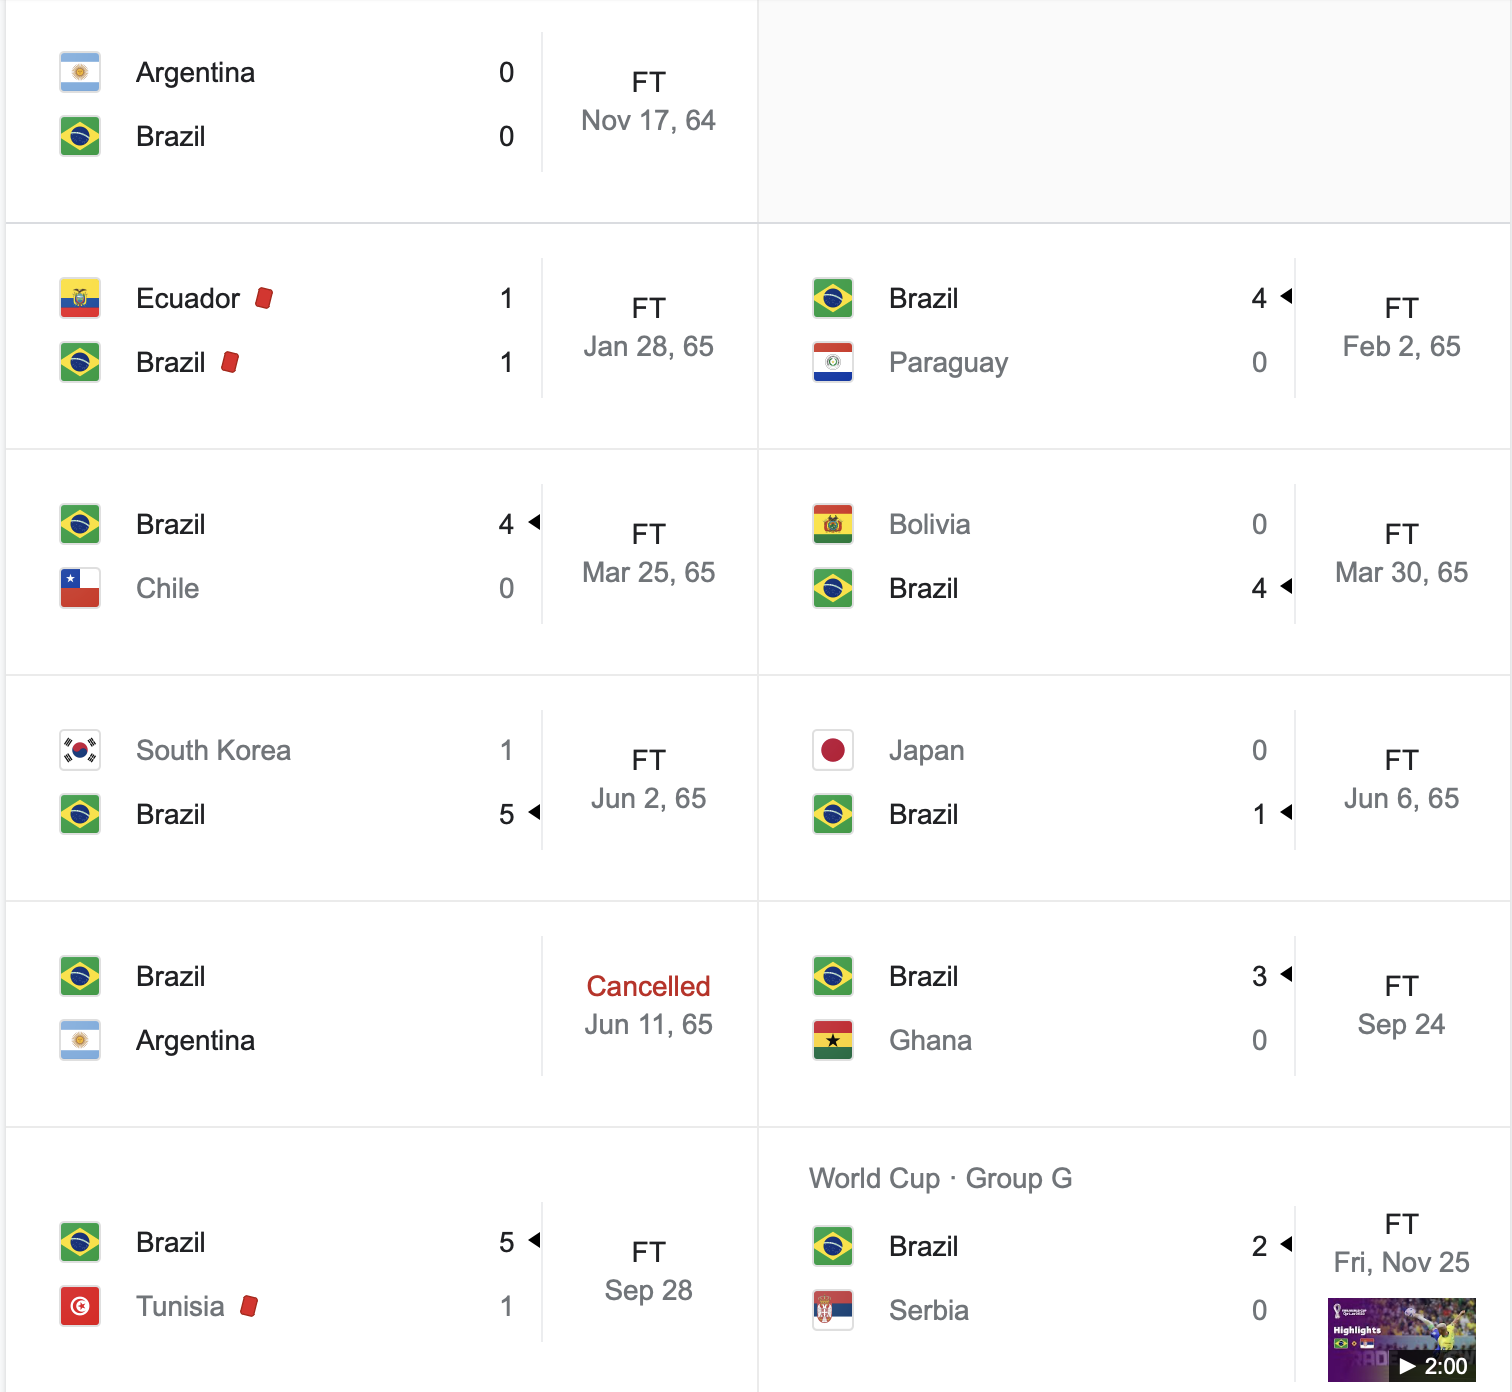 Argentina 0
FT
Nov 17, 64
Brazil 0
Ecuador 1
FT
Jan 28, 65
Brazil 1
Brazil 4
FT
Feb 2, 65
Paraguay 0
Brazil 4
FT
Mar 25, 65
Chile 0
Bolivia 0
FT
Mar 30, 65
Brazil 4
South Korea 1
FT
Jun 2, 65
Brazil 5
Japan 0
FT
Jun 6, 65
Brazil 1
Brazil
Cancelled
Jun 11, 65
Argentina
Brazil 3
FT
Sep 24
Ghana 0
Brazil 5
FT
Sep 28
Tunisia 1
World Cup · Group G
Brazil 2
FT
Fri, Nov 25
Serbia 0
Highlights
2:00